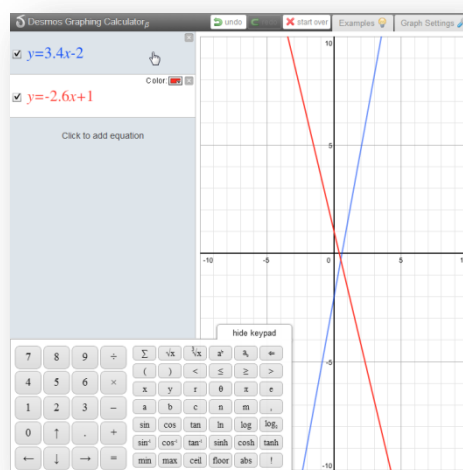 Desmos Graphing Calculatorβ
undo
start over
Examples
Graph Settings
y=3.4x-2
Color:
y=-2.6x+1
Click to add equation
10
5
-10
-5
0
5
1
-5
-10
hide keypad
7 8 9 ÷ Σ √x ∛x aᵇ
4 5 6 × ( ) < ≤ ≥ >
1 2 3 − x y r θ π e
a b c n m ,
0 ↑ . + sin cos tan ln log
← ↓ → = sin⁻¹ cos⁻¹ tan⁻¹ sinh cosh tanh
min max ceil floor abs !